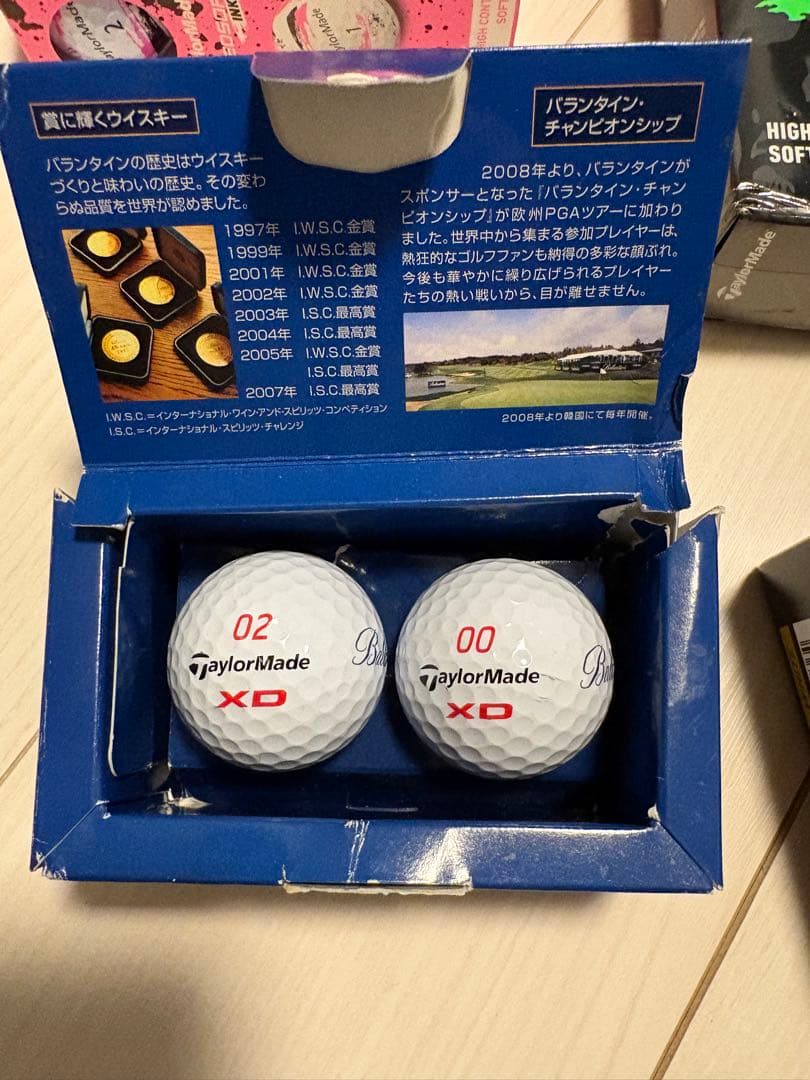 2
TaylorMade
1
TaylorMade
HIGH
SOFT
TaylorMade
賞に輝くウイスキー
バランタインの歴史はウイスキー
づくりと味わいの歴史。その変わ
らぬ品質を世界が認めました。
1997年 I.W.S.C.金賞
1999年 I.W.S.C.金賞
2001年 I.W.S.C.金賞
2002年 I.W.S.C.金賞
2003年 I.S.C.最高賞
2004年 I.S.C.最高賞
2005年 I.W.S.C.金賞
I.S.C.最高賞
2007年 I.S.C.最高賞
I.W.S.C.=インターナショナル・ワイン・アンド・スピリッツ・コンペティション
I.S.C.=インターナショナル・スピリッツ・チャレンジ
バランタイン・
チャンピオンシップ
2008年より、バランタインが
スポンサーとなった『バランタイン・チャン
ピオンシップ』が欧州PGAツアーに加わり
ました。世界中から集まる参加プレイヤーは、
熱狂的なゴルフファンも納得の多彩な顔ぶれ。
今後も華やかに繰り広げられるプレイヤー
たちの熱い戦いから、目が離せません。
2008年より韓国にて毎年開催。
02
TaylorMade
XD
00
TaylorMade
XD